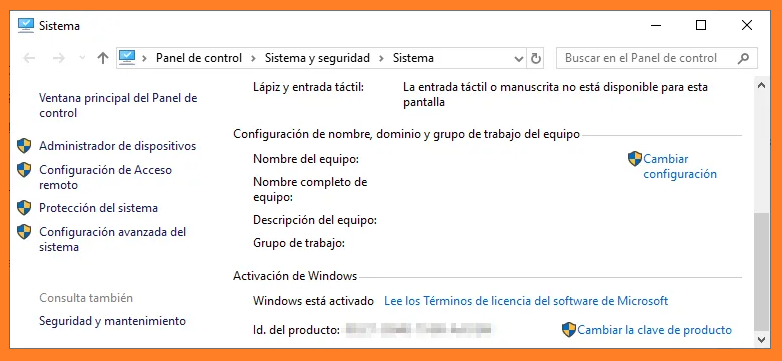 Sistema
Panel de control Sistema y seguridad Sistema
Buscar en el Panel de control
Ventana principal del Panel de
control
Administrador de dispositivos
Configuración de Acceso
remoto
Protección del sistema
Configuración avanzada del
sistema
Consulta también
Seguridad y mantenimiento
Lápiz y entrada táctil: La entrada táctil o manuscrita no está disponible para esta
pantalla
Configuración de nombre, dominio y grupo de trabajo del equipo
Nombre del equipo:
Cambiar
configuración
Nombre completo de
equipo:
Descripción del equipo:
Grupo de trabajo:
Activación de Windows
Windows está activado Lee los Términos de licencia del software de Microsoft
Id. del producto:
Cambiar la clave de producto